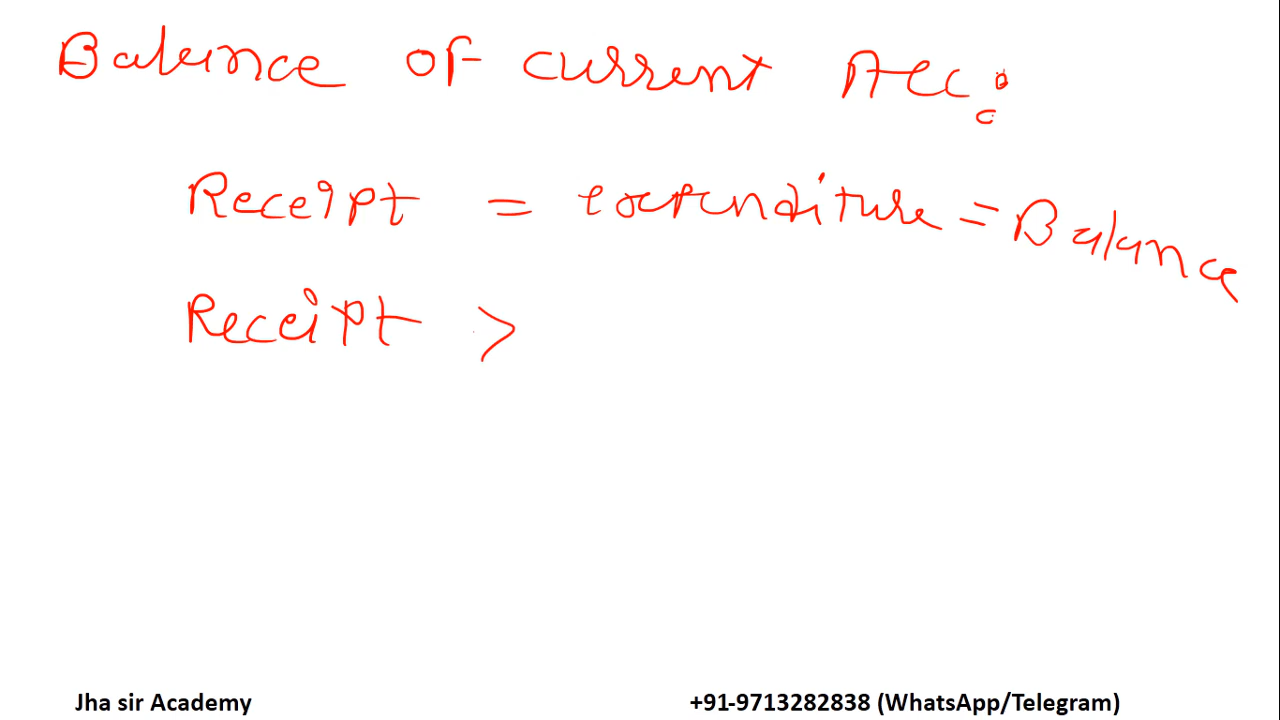 Balance of current Acc:
Receipt = expenditure = Balance
Receipt >
Jha sir Academy
+91-9713282838 (WhatsApp/Telegram)